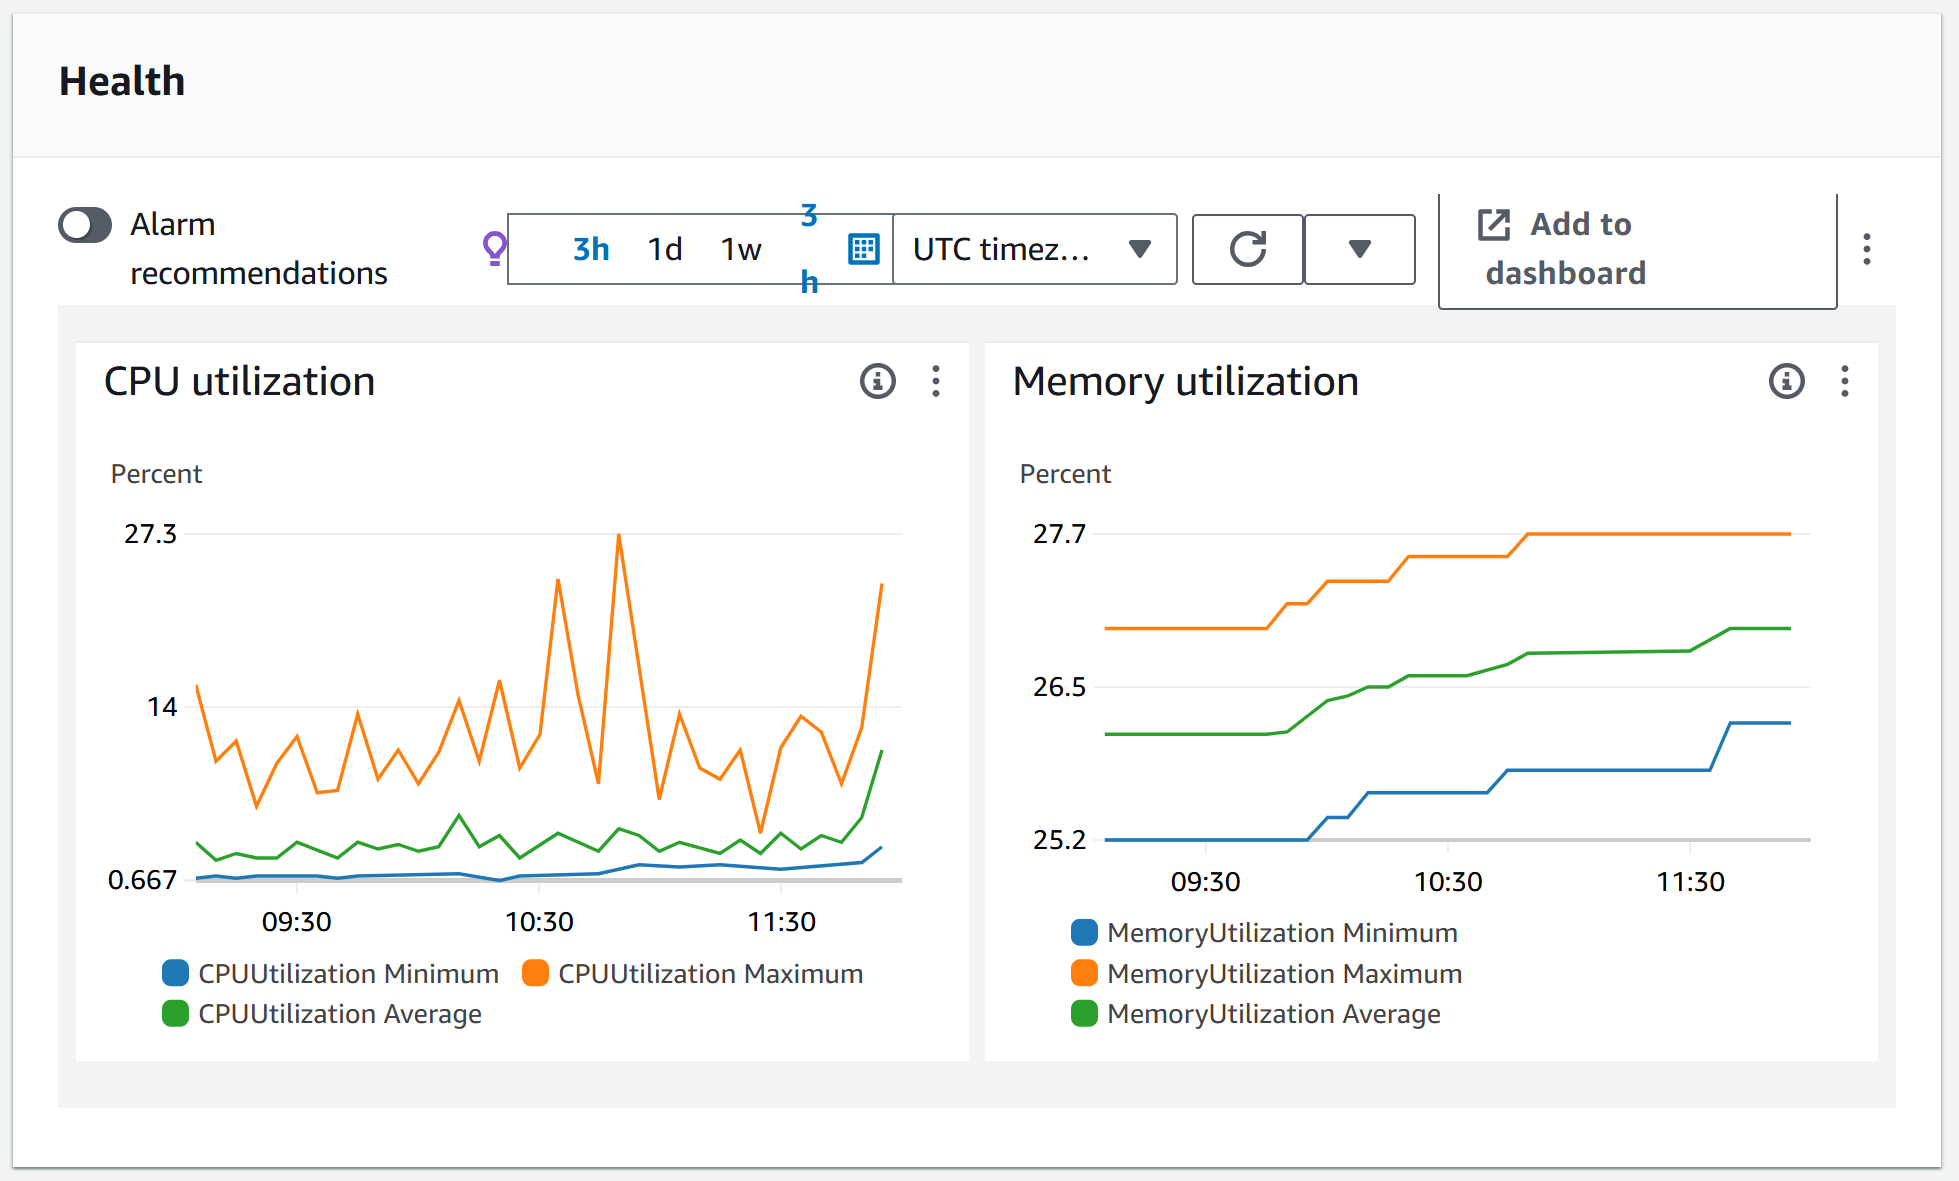 Health
Alarm
recommendations
3h 1d 1w 3
h
UTC timez...
Add to
dashboard
CPU utilization
Percent
27.3
14
0.667
09:30 10:30 11:30
CPUUtilization Minimum CPUUtilization Maximum
CPUUtilization Average
Memory utilization
Percent
27.7
26.5
25.2
09:30 10:30 11:30
MemoryUtilization Minimum
MemoryUtilization Maximum
MemoryUtilization Average